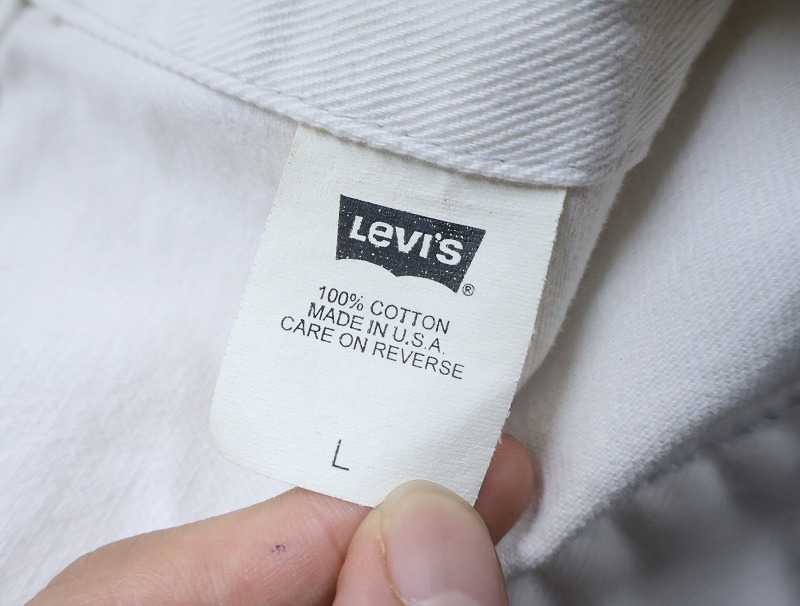 Levi's
®
100% COTTON
MADE IN U.S.A.
CARE ON REVERSE
L